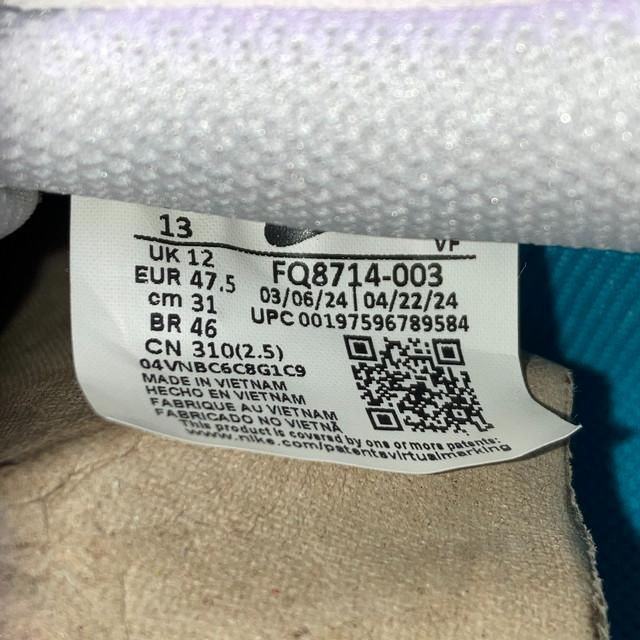 13
VF
UK 12
EUR 47.5
cm 31
BR 46
CN 310(2.5)
FQ8714-003
03/06/24 | 04/22/24
UPC 00197596789584
04VNBC6C8G1C9
MADE IN VIETNAM
HECHO EN VIETNAM
FABRIQUE AU VIETNAM
FABRICADO NO VIETNÃ
This product is covered by one or more patents:
www.nike.com/patentsvirtualmarking